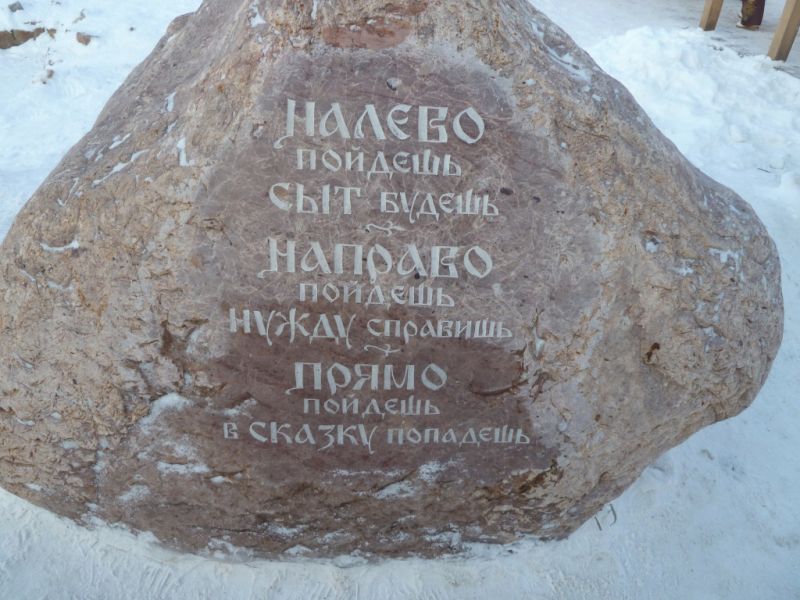 НАЛЕВО
ПОЙДЕШЬ
СЫТ БУДЕШЬ
НАПРАВО
ПОЙДЕШЬ
НУЖДУ СПРАВИШЬ
ПРЯМО
ПОЙДЕШЬ
В СКАЗКУ ПОПАДЕШЬ